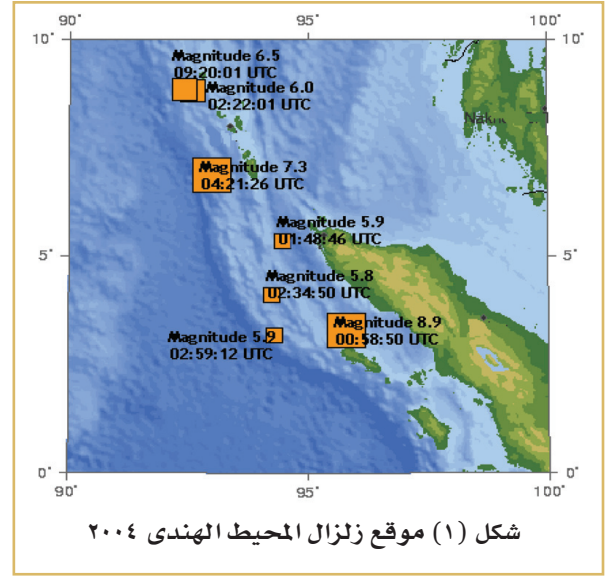 90°
95°
100°
10°
10°
Magnitude 6.5
09:20:01 UTC
Magnitude 6.0
02:22:01 UTC
Nak
Magnitude 7.3
04:21:26 UTC
Magnitude 5.9
01:48:46 UTC
5°
5°
Magnitude 5.8
02:34:50 UTC
Magnitude 8.9
00:58:50 UTC
Magnitude 5.9
02:59:12 UTC
0°
0°
90°
95°
100°
شكل (١) موقع زلزال المحيط الهندى ٢٠٠٤